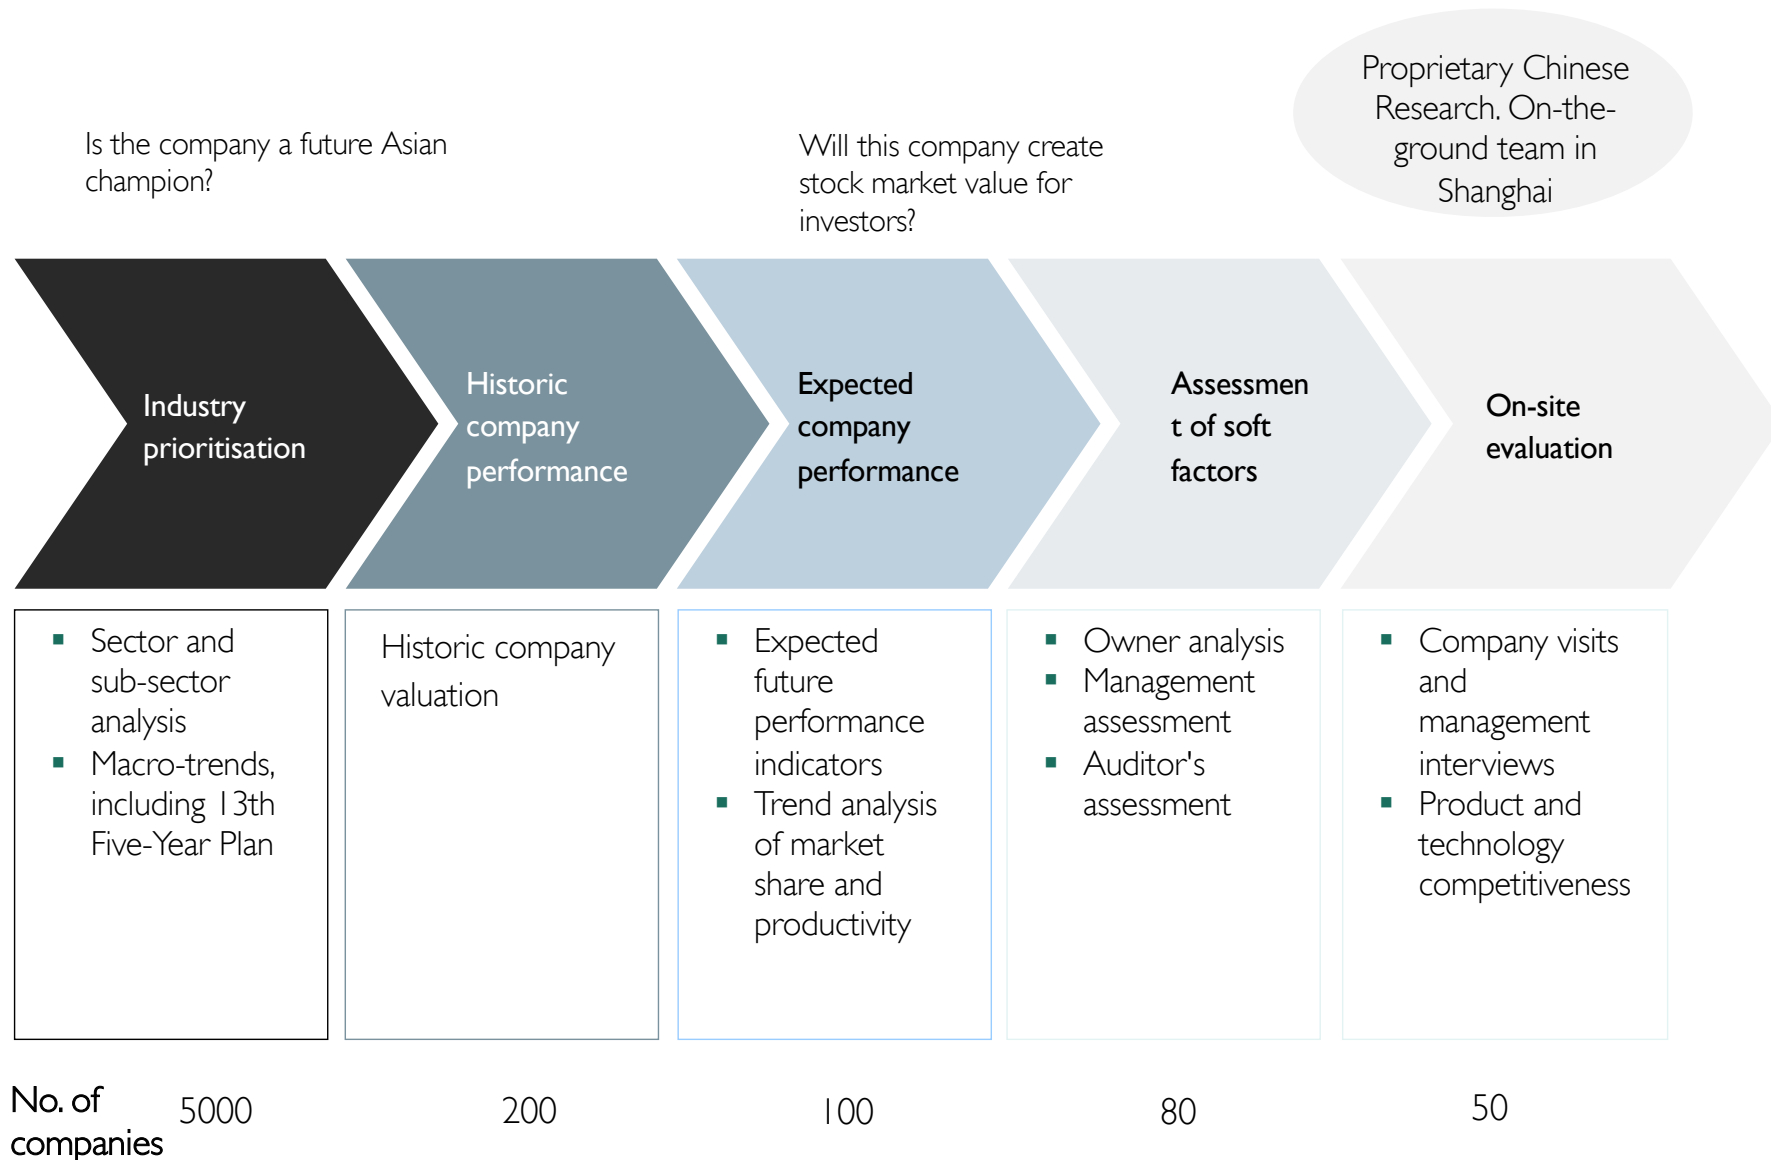 Proprietary Chinese
Research. On-the-
ground team in
Shanghai
Is the company a future Asian
champion?
Will this company create
stock market value for
investors?
Industry
prioritisation
Historic
company
performance
Expected
company
performance
Assessmen
t of soft
factors
On-site
evaluation
Sector and
sub-sector
analysis
Macro-trends,
including 13th
Five-Year Plan
Historic company
valuation
Expected
future
performance
indicators
Trend analysis
of market
share and
productivity
Owner analysis
Management
assessment
Auditor's
assessment
Company visits
and
management
interviews
Product and
technology
competitiveness
No. of
companies
5000
200
100
80
50